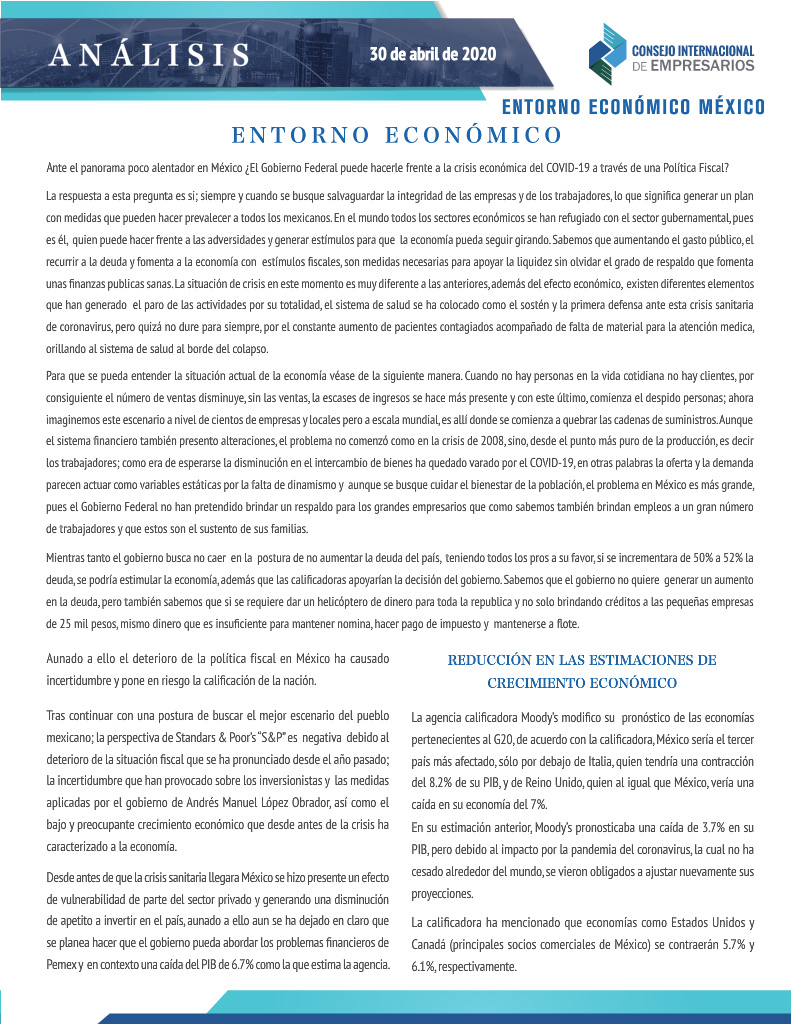 ANÁLISIS
30 de abril de 2020
CONSEJO INTERNACIONAL
DE EMPRESARIOS
ENTORNO ECONÓMICO MÉXICO
ENTORNO ECONÓMICO
Ante el panorama poco alentador en México ¿El Gobierno Federal puede hacerle frente a la crisis económica del COVID-19 a través de una Política Fiscal?
La respuesta a esta pregunta es si; siempre y cuando se busque salvaguardar la integridad de las empresas y de los trabajadores, lo que significa generar un plan
con medidas que pueden hacer prevalecer a todos los mexicanos. En el mundo todos los sectores económicos se han refugiado con el sector gubernamental, pues
es él, quien puede hacer frente a las adversidades y generar estímulos para que la economía pueda seguir girando. Sabemos que aumentando el gasto público, el
recurrir a la deuda y fomenta a la economía con estímulos fiscales, son medidas necesarias para apoyar la liquidez sin olvidar el grado de respaldo que fomenta
unas finanzas publicas sanas. La situación de crisis en este momento es muy diferente a las anteriores, además del efecto económico, existen diferentes elementos
que han generado el paro de las actividades por su totalidad, el sistema de salud se ha colocado como el sostén y la primera defensa ante esta crisis sanitaria
de coronavirus, pero quizá no dure para siempre, por el constante aumento de pacientes contagiados acompañado de falta de material para la atención medica,
orillando al sistema de salud al borde del colapso.
Para que se pueda entender la situación actual de la economía véase de la siguiente manera. Cuando no hay personas en la vida cotidiana no hay clientes, por
consiguiente el número de ventas disminuye, sin las ventas, la escases de ingresos se hace más presente y con este último, comienza el despido personas; ahora
imaginemos este escenario a nivel de cientos de empresas y locales pero a escala mundial, es allí donde se comienza a quebrar las cadenas de suministros. Aunque
el sistema financiero también presento alteraciones, el problema no comenzó como en la crisis de 2008, sino, desde el punto más puro de la producción, es decir
los trabajadores; como era de esperarse la disminución en el intercambio de bienes ha quedado varado por el COVID-19, en otras palabras la oferta y la demanda
parecen actuar como variables estáticas por la falta de dinamismo y aunque se busque cuidar el bienestar de la población, el problema en México es más grande,
pues el Gobierno Federal no han pretendido brindar un respaldo para los grandes empresarios que como sabemos también brindan empleos a un gran número
de trabajadores y que estos son el sustento de sus familias.
Mientras tanto el gobierno busca no caer en la postura de no aumentar la deuda del país, teniendo todos los pros a su favor, si se incrementara de 50% a 52% la
deuda, se podría estimular la economía, además que las calificadoras apoyarían la decisión del gobierno. Sabemos que el gobierno no quiere generar un aumento
en la deuda, pero también sabemos que si se requiere dar un helicóptero de dinero para toda la republica y no solo brindando créditos a las pequeñas empresas
de 25 mil pesos, mismo dinero que es insuficiente para mantener nomina, hacer pago de impuesto y mantenerse a flote.
Aunado a ello el deterioro de la política fiscal en México ha causado
incertidumbre y pone en riesgo la calificación de la nación.
Tras continuar con una postura de buscar el mejor escenario del pueblo
mexicano; la perspectiva de Standars & Poor's "S&P" es negativa debido al
deterioro de la situación fiscal que se ha pronunciado desde el año pasado;
la incertidumbre que han provocado sobre los inversionistas y las medidas
aplicadas por el gobierno de Andrés Manuel López Obrador, así como el
bajo y preocupante crecimiento económico que desde antes de la crisis ha
caracterizado a la economía.
Desde antes de que la crisis sanitaria llegara México se hizo presente un efecto
de vulnerabilidad de parte del sector privado y generando una disminución
de apetito a invertir en el país, aunado a ello aun se ha dejado en claro que
se planea hacer que el gobierno pueda abordar los problemas financieros de
Pemex y en contexto una caída del PIB de 6.7% como la que estima la agencia.
REDUCCIÓN EN LAS ESTIMACIONES DE
CRECIMIENTO ECONÓMICO
La agencia calificadora Moody's modifico su pronóstico de las economías
pertenecientes al G20, de acuerdo con la calificadora, México sería el tercer
país más afectado, sólo por debajo de Italia, quien tendría una contracción
del 8.2% de su PIB, y de Reino Unido, quien al igual que México, vería una
caída en su economía del 7%.
En su estimación anterior, Moody's pronosticaba una caída de 3.7% en su
PIB, pero debido al impacto por la pandemia del coronavirus, la cual no ha
cesado alrededor del mundo, se vieron obligados a ajustar nuevamente sus
proyecciones.
La calificadora ha mencionado que economías como Estados Unidos y
Canadá (principales socios comerciales de México) se contraerán 5.7% y
6.1%, respectivamente.